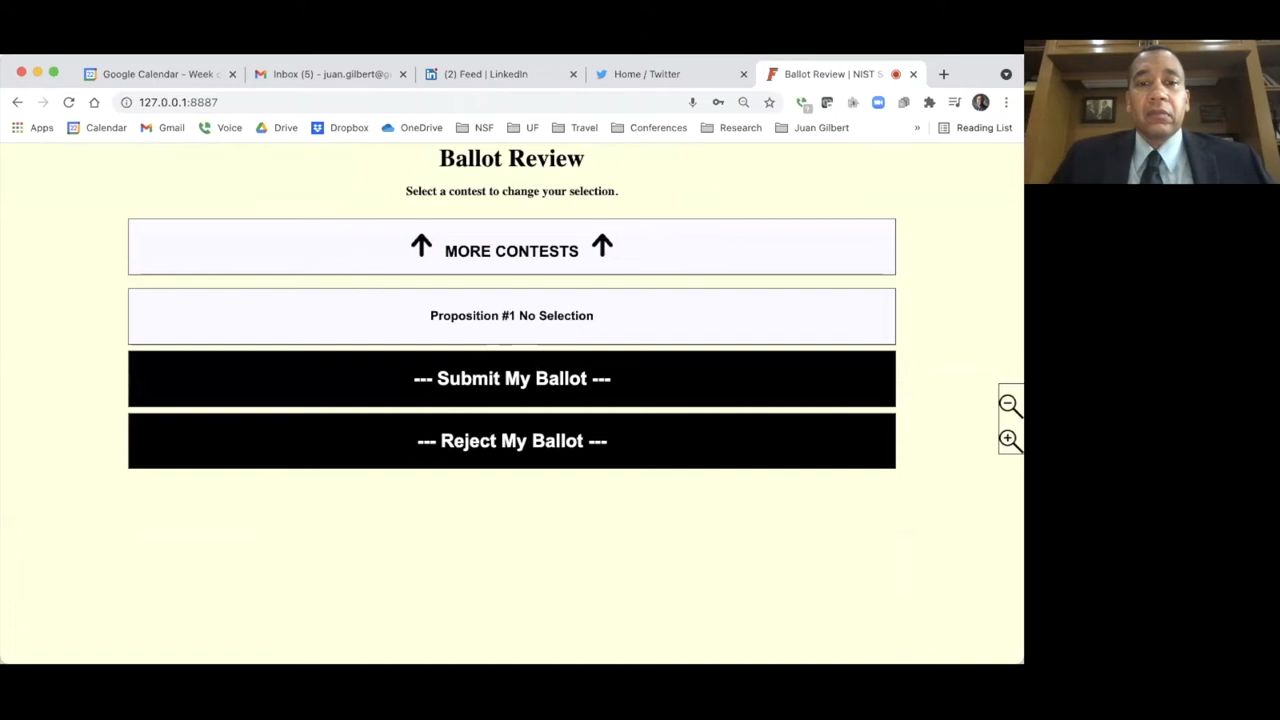 Google Calendar - Week o
Inbox (5) - juan.gilbert@g
(2) Feed | LinkedIn
Home / Twitter
Ballot Review | NIST S
127.0.0.1:8887
Apps
Calendar
Gmail
Voice
Drive
Dropbox
OneDrive
NSF
UF
Travel
Conferences
Research
Juan Gilbert
»
Reading List
Ballot Review
Select a contest to change your selection.
MORE CONTESTS
Proposition #1 No Selection
--- Submit My Ballot ---
--- Reject My Ballot ---